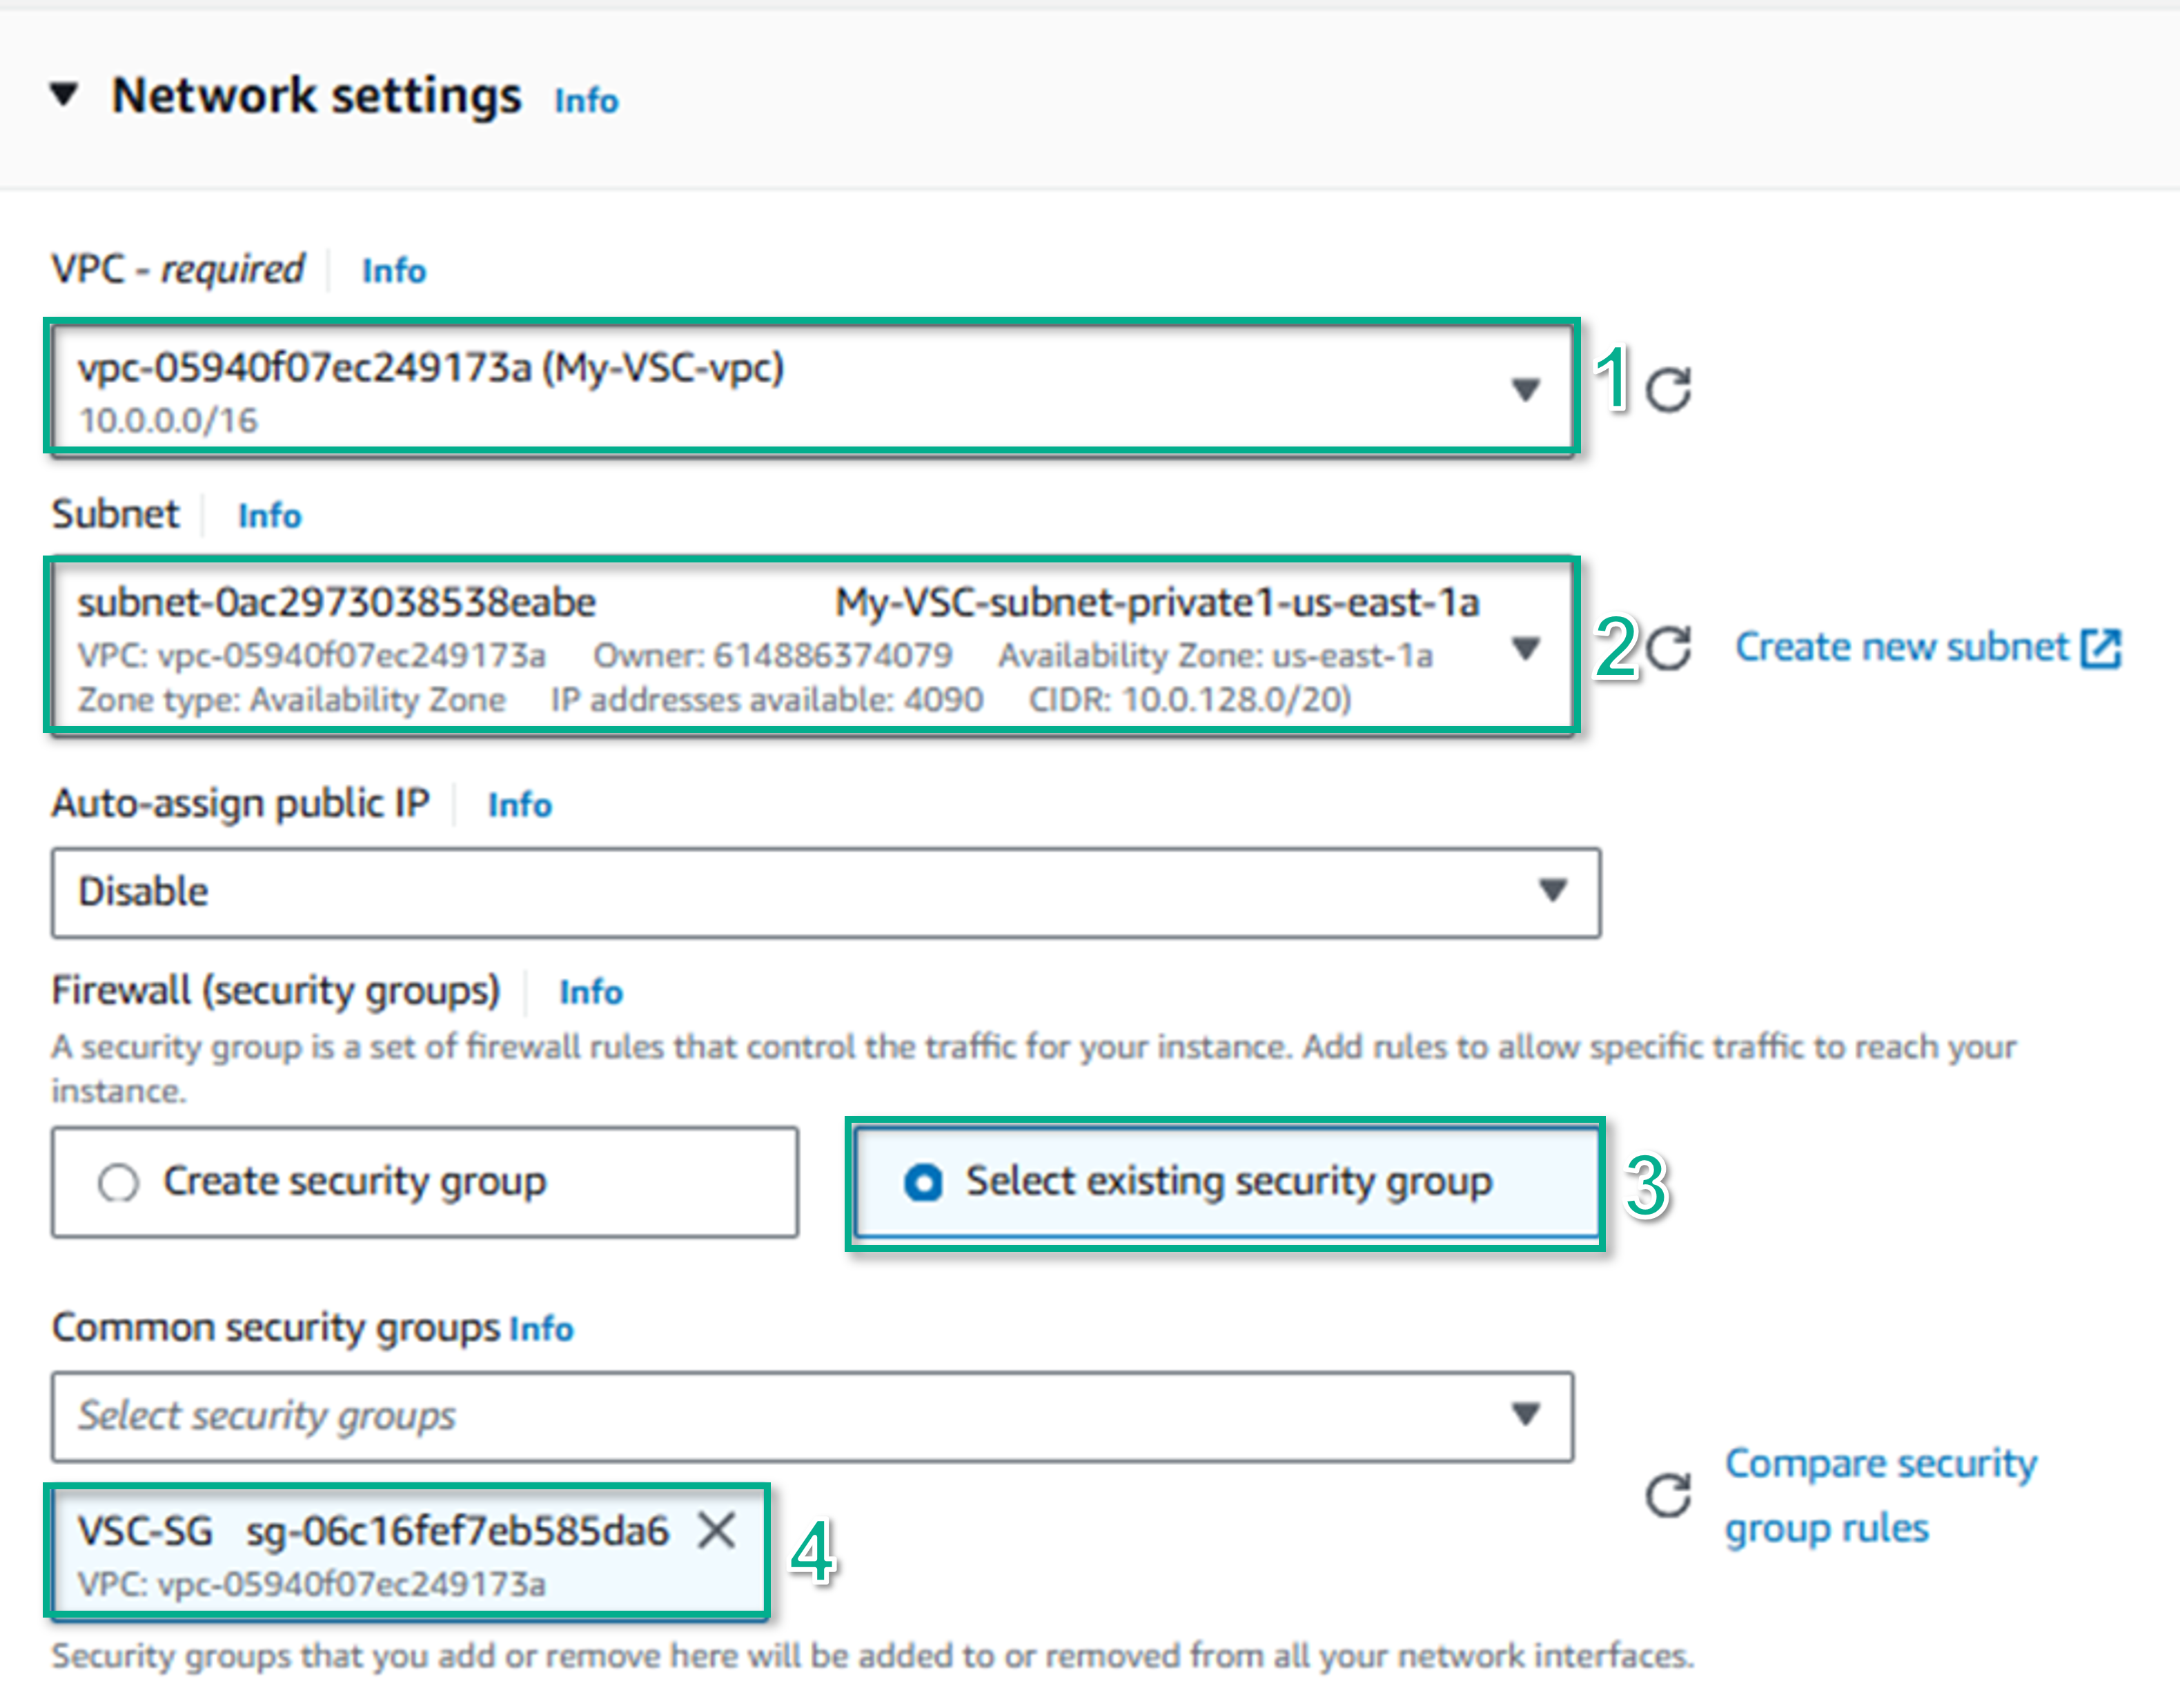 Network settings Info
VPC - required Info
vpc-05940f07ec249173a (My-VSC-vpc)
10.0.0.0/16
1
Subnet Info
subnet-0ac2973038538eabe My-VSC-subnet-private1-us-east-1a
VPC: vpc-05940f07ec249173a Owner: 614886374079 Availability Zone: us-east-1a
Zone type: Availability Zone IP addresses available: 4090 CIDR: 10.0.128.0/20)
2
Create new subnet
Auto-assign public IP Info
Disable
Firewall (security groups) Info
A security group is a set of firewall rules that control the traffic for your instance. Add rules to allow specific traffic to reach your
instance.
Create security group
Select existing security group
3
Common security groups Info
Select security groups
Compare security
group rules
VSC-SG sg-06c16fef7eb585da6
VPC: vpc-05940f07ec249173a
4
Security groups that you add or remove here will be added to or removed from all your network interfaces.